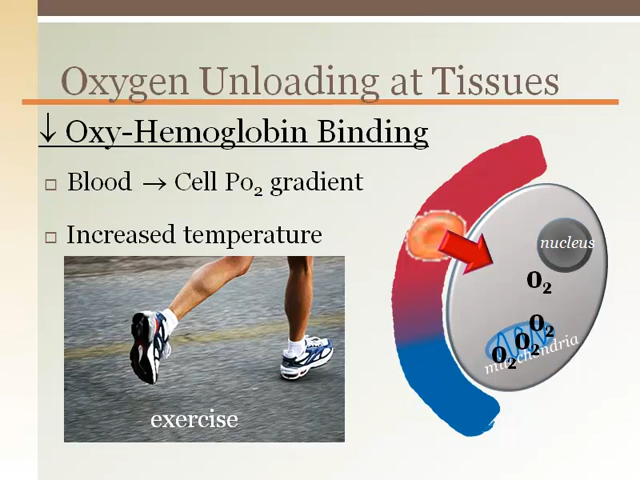 Oxygen Unloading at Tissues
↓ Oxy-Hemoglobin Binding
□ Blood → Cell Po₂ gradient
□ Increased temperature
exercise
nucleus
O₂
O₂
O₂
O₂
mitochondria